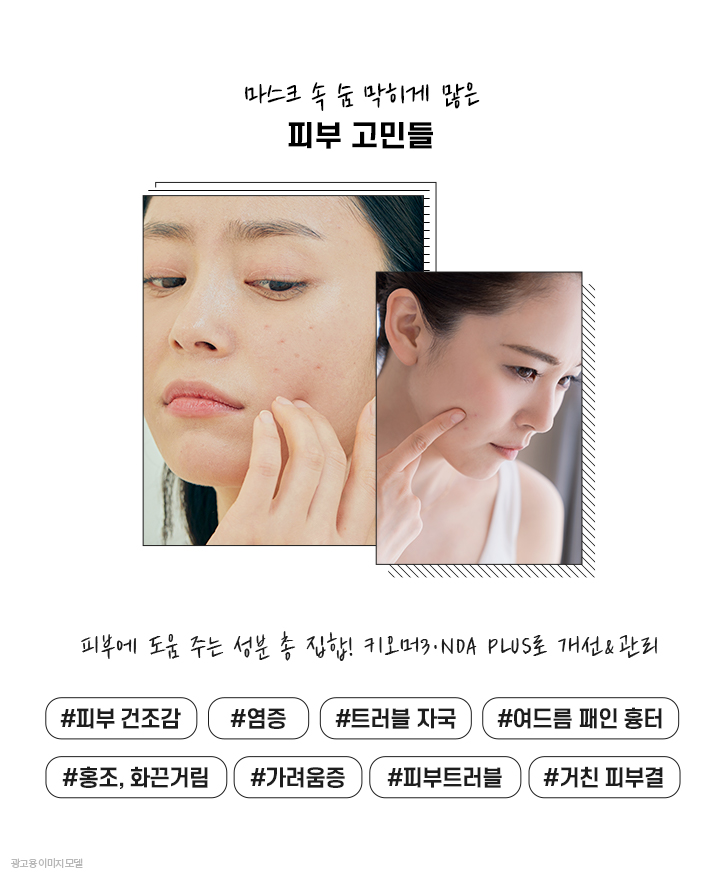 마스크 속 숨 막히게 많은
피부 고민들
피부에 도움 주는 성분 총 집합! 키오머3·NDA PLUS로 개선&관리
#피부 건조감 #염증 #트러블 자국 #여드름 패인 흉터
#홍조, 화끈거림 #가려움증 #피부트러블 #거친 피부결
광고용 이미지 모델